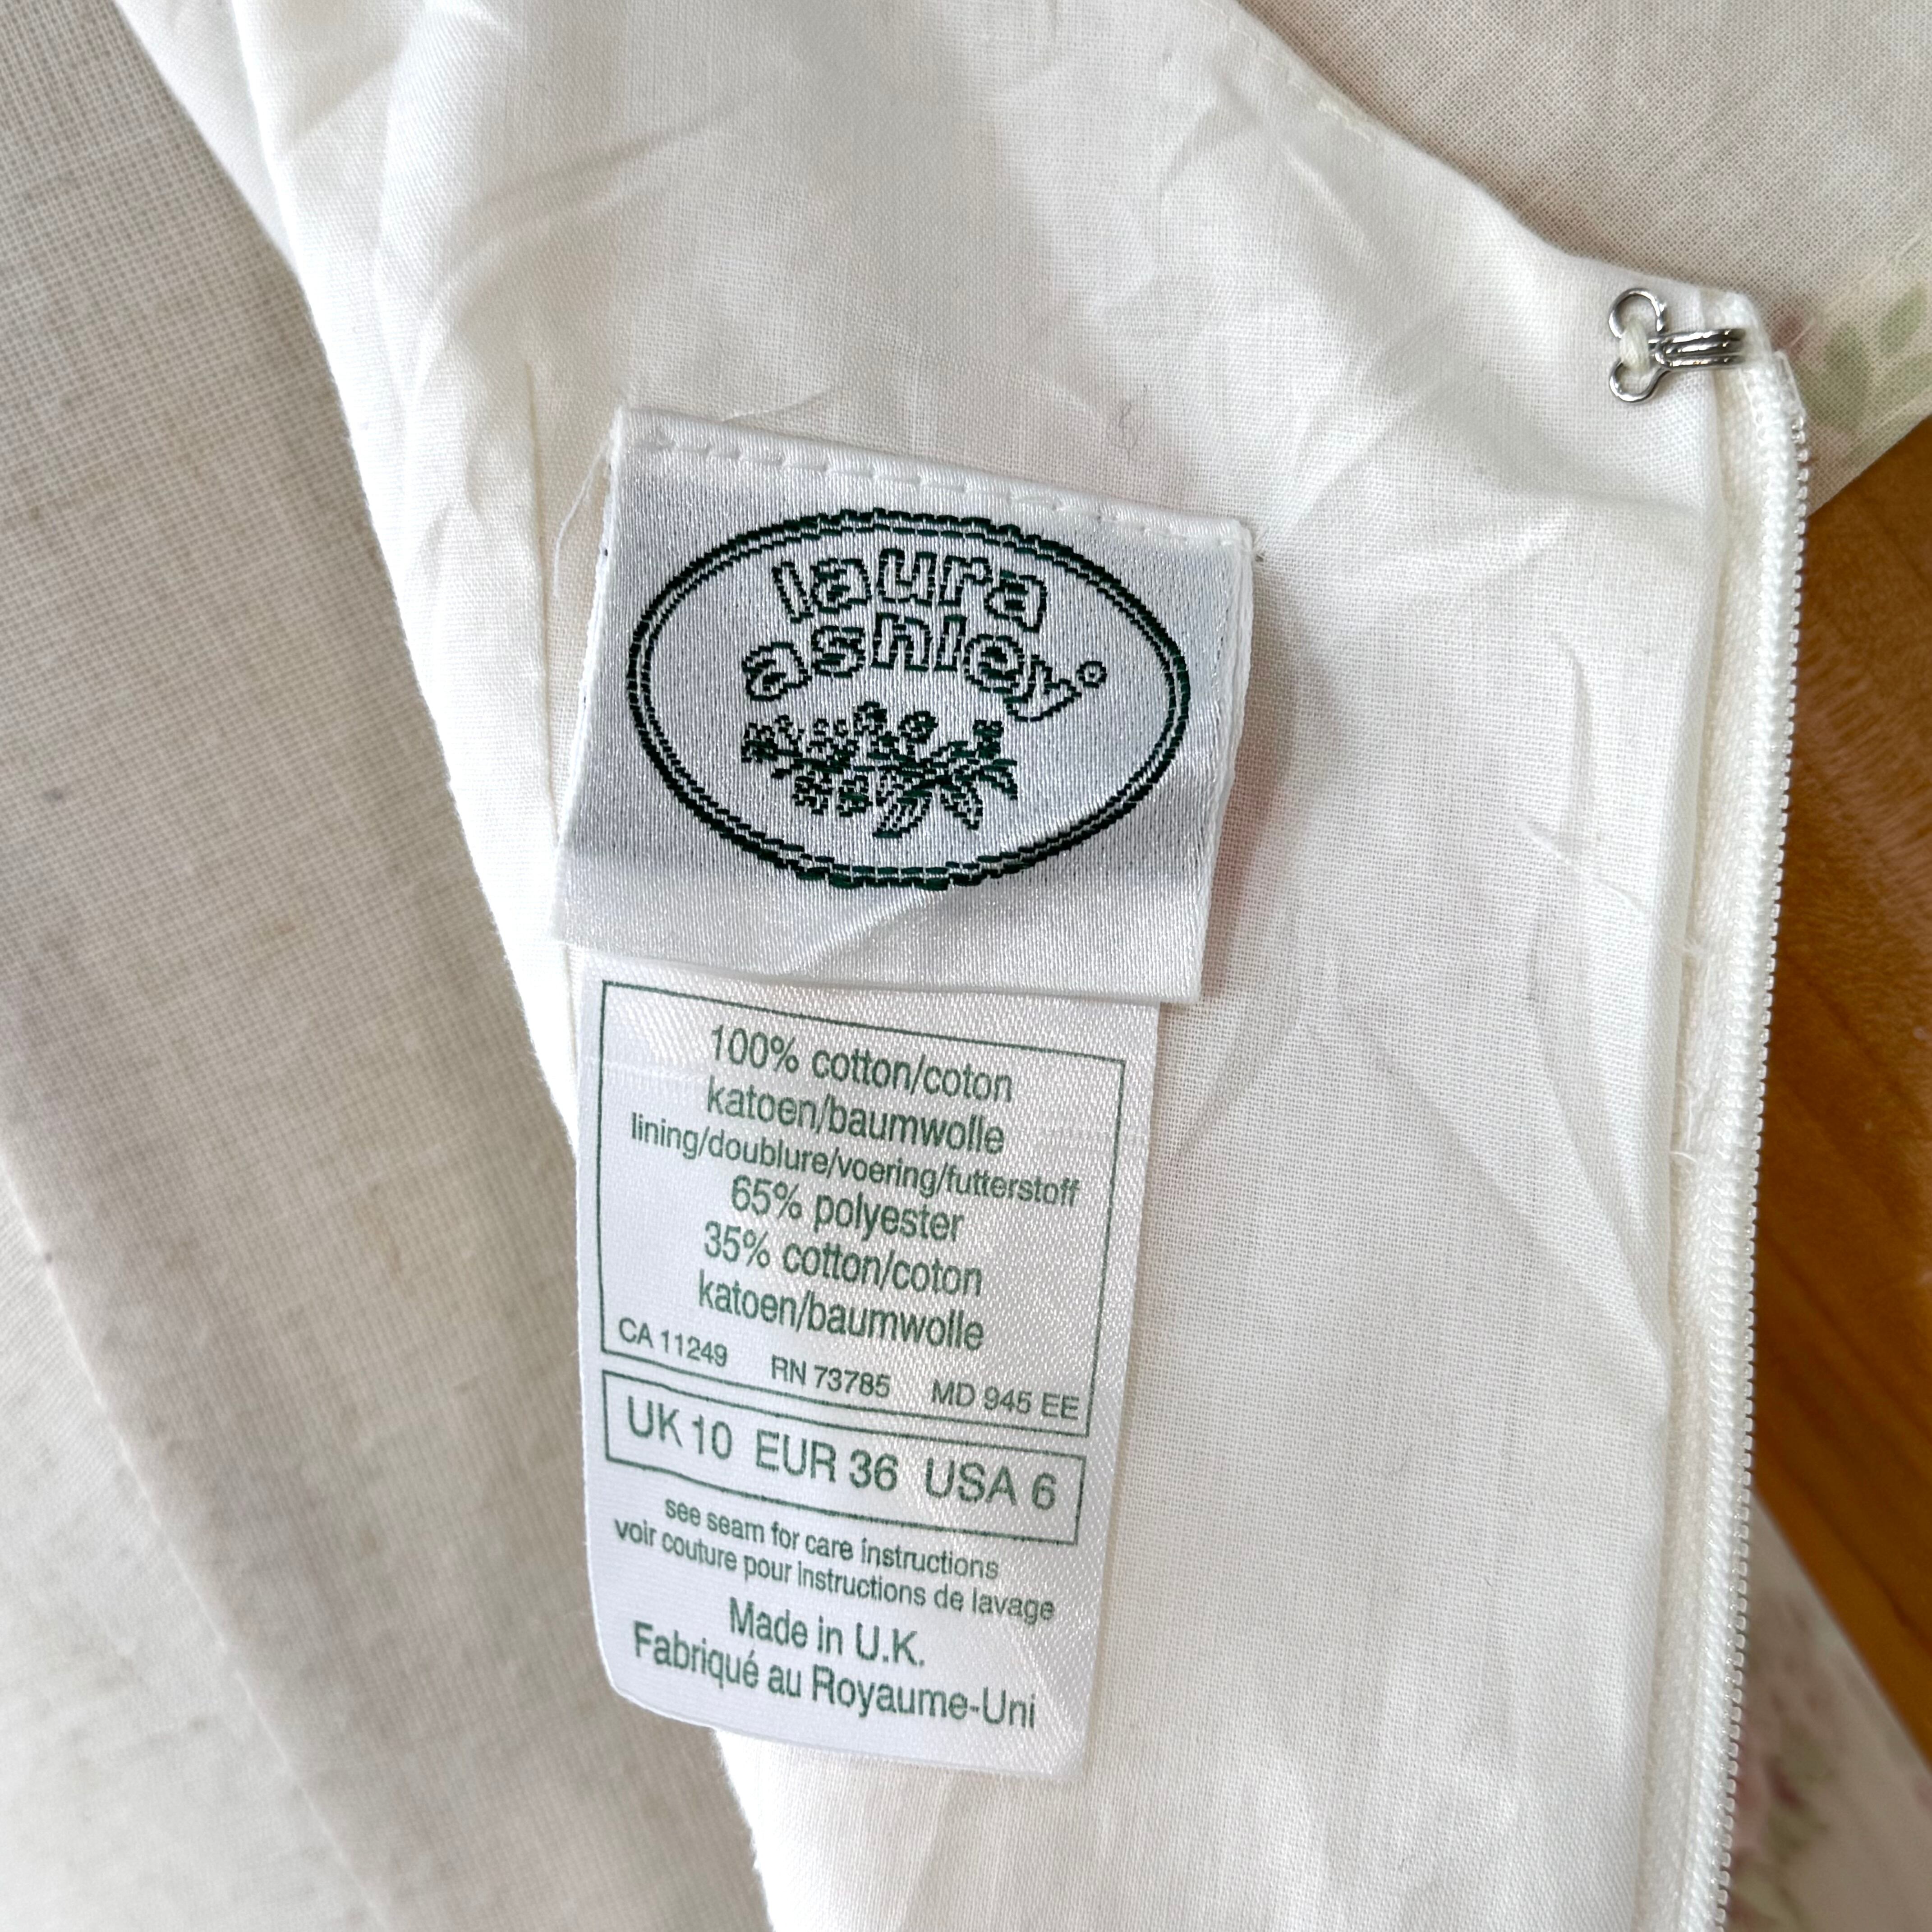 laura
ashley®
100% cotton/coton
katoen/baumwolle
lining/doublure/voering/futterstoff
65% polyester
35% cotton/coton
katoen/baumwolle
CA 11249 RN 73785 MD 945 EE
UK 10 EUR 36 USA 6
see seam for care instructions
voir couture pour instructions de lavage
Made in U.K.
Fabriqué au Royaume-Uni